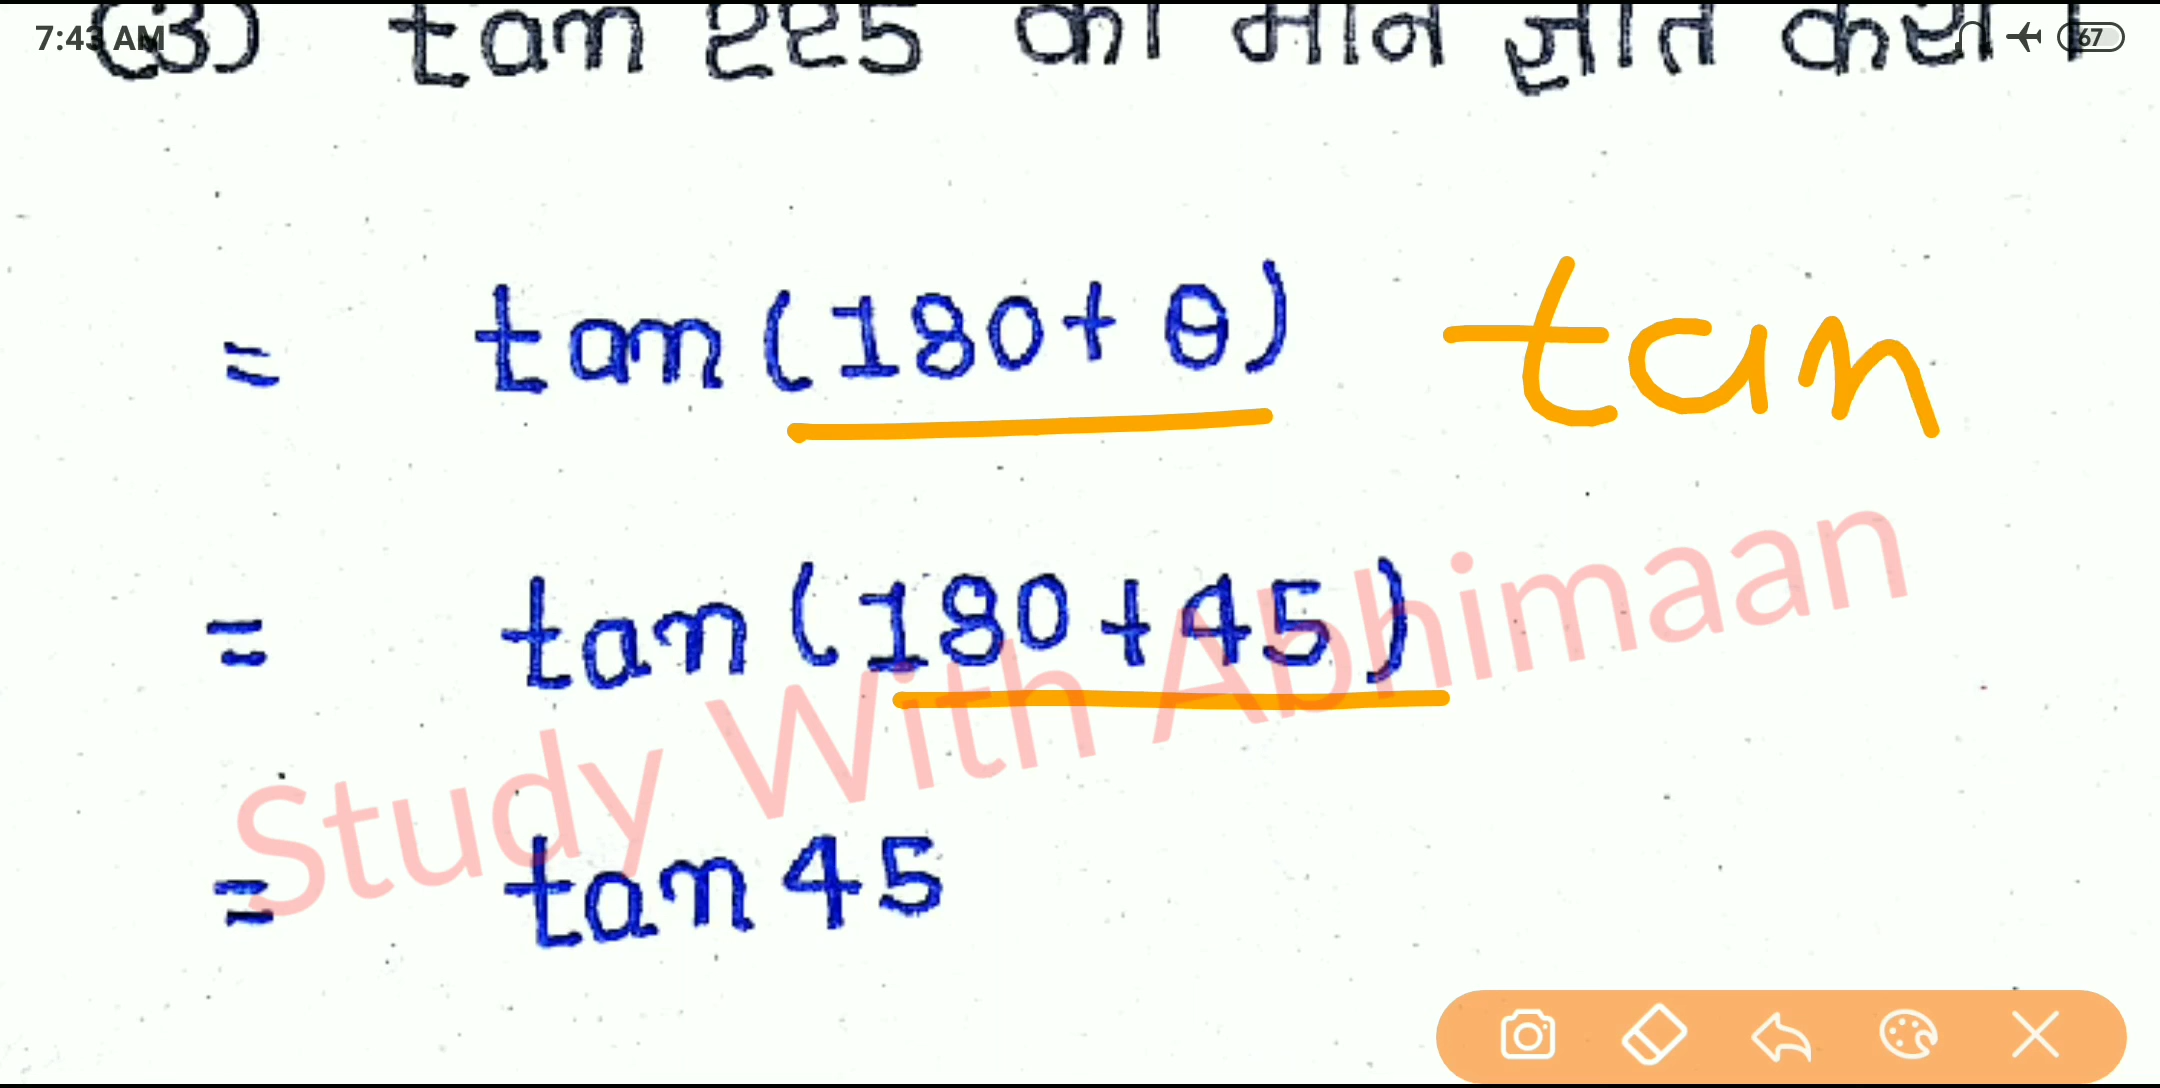 7:43 AM 67
(3) tan 225 का मान ज्ञात करो।
= tan (180 + θ) tan
= tan (180 + 45)
Study With Abhimaan
= tan 45